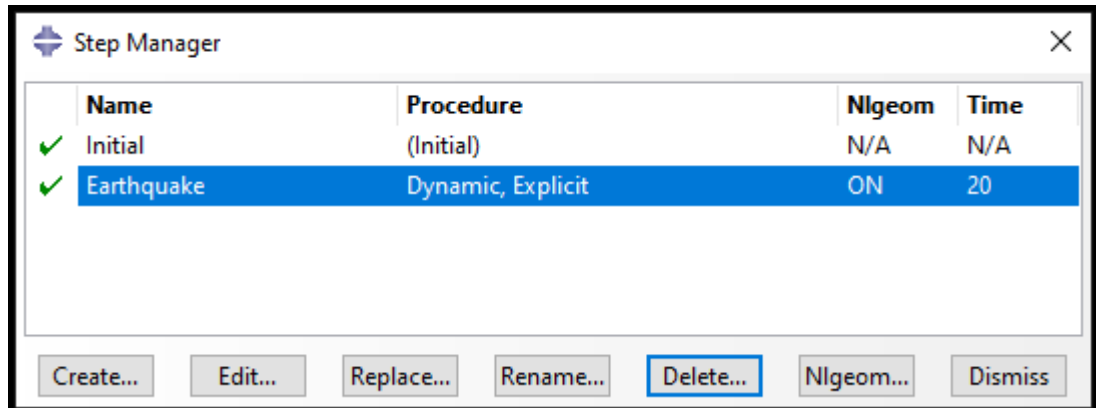 Step Manager
Name Procedure Nlgeom Time
Initial (Initial) N/A N/A
Earthquake Dynamic, Explicit ON 20
Create... Edit... Replace... Rename... Delete... Nlgeom... Dismiss